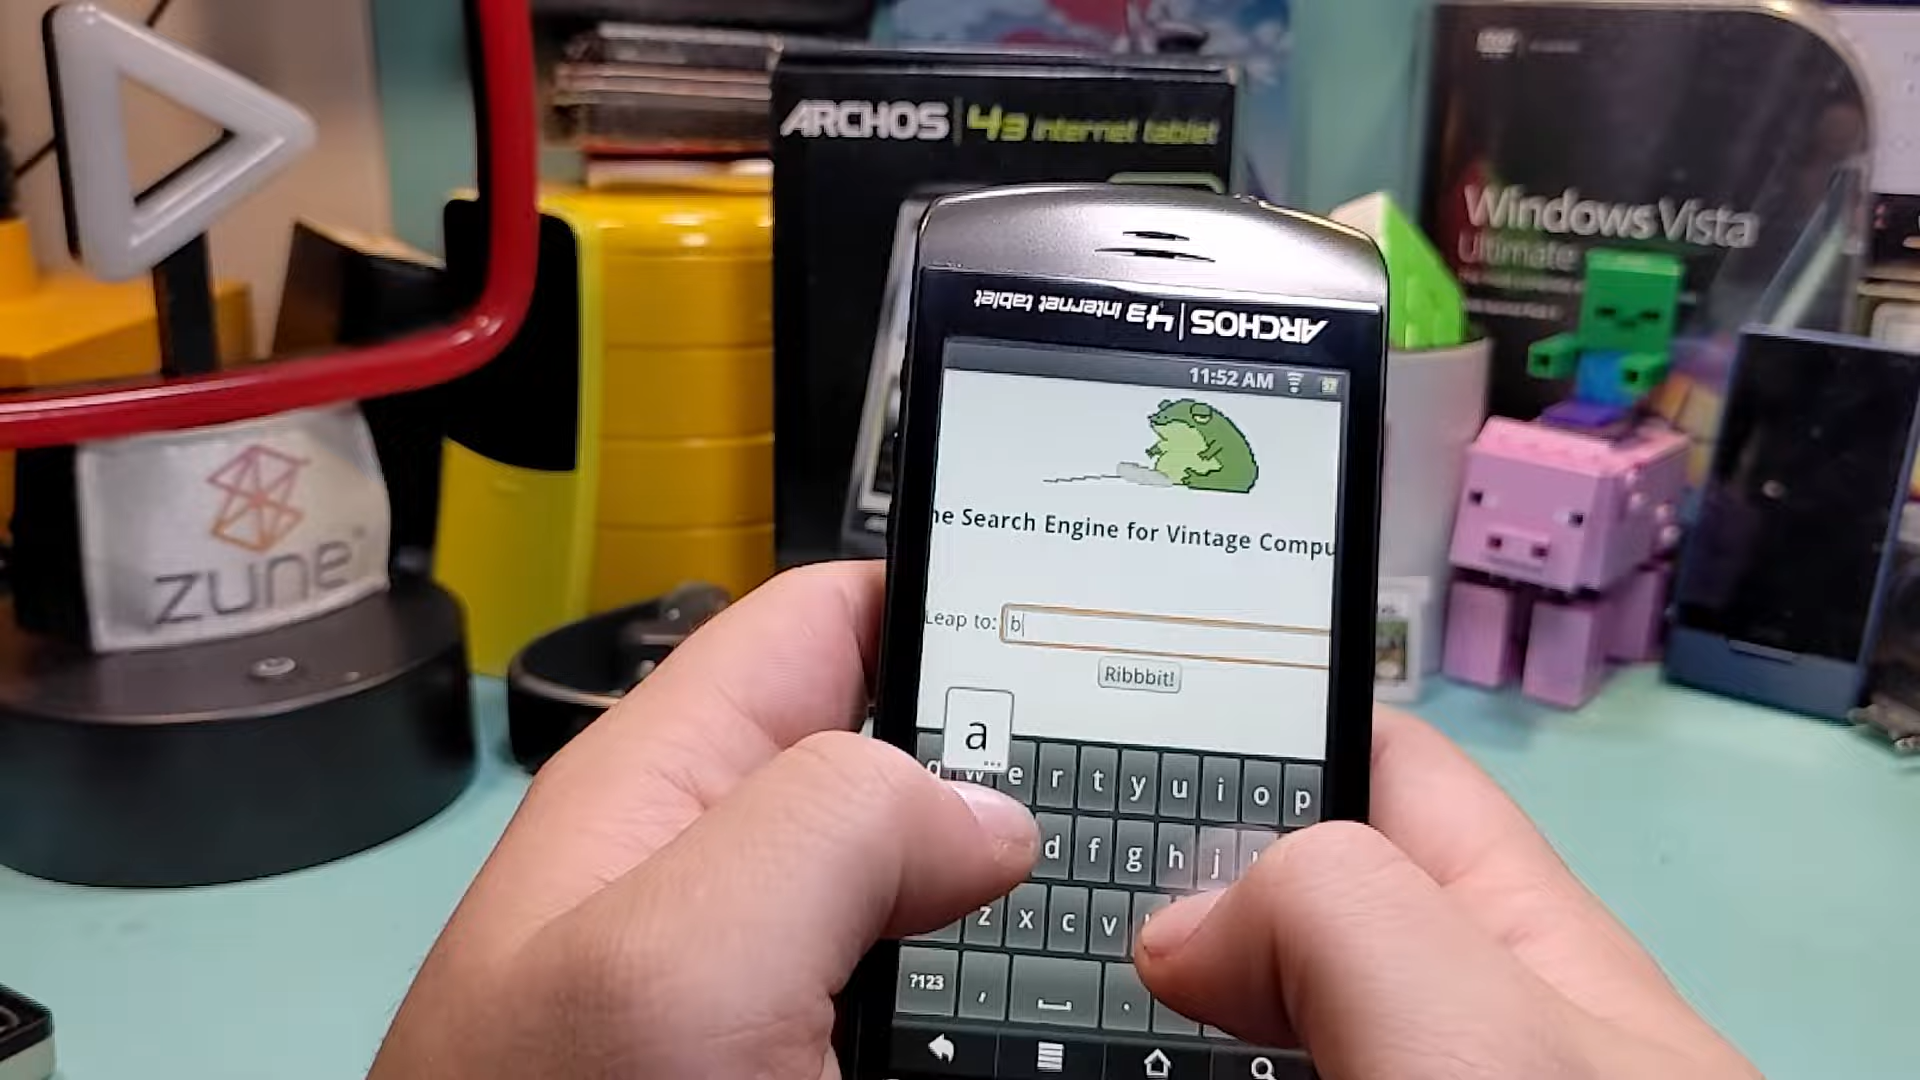 ARCHOS 43 internet tablet
Windows Vista
Ultimate
ARCHOS 43 internet tablet
11:52 AM
he Search Engine for Vintage Compu
Leap to: b
Ribbbit!
a
q w e r t y u i o p
d f g h j
z x c v
?123 , .
zune™